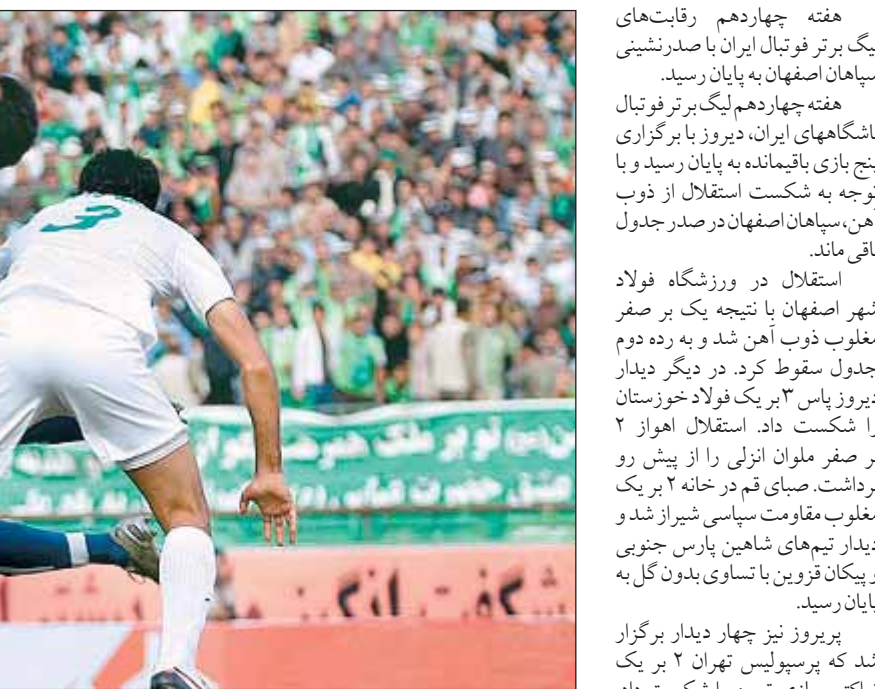 هفته چهاردهم رقابت‌های
لیگ برتر فوتبال ایران با صدرنشینی
سپاهان اصفهان به پایان رسید.
هفته چهاردهم لیگ برتر فوتبال
باشگاههای ایران، دیروز با برگزاری
پنج بازی باقیمانده به پایان رسید و با
توجه به شکست استقلال از ذوب
آهن، سپاهان اصفهان در صدر جدول
باقی ماند.
استقلال در ورزشگاه فولاد
شهر اصفهان با نتیجه یک بر صفر
مغلوب ذوب آهن شد و به رده دوم
جدول سقوط کرد. در دیگر دیدار
دیروز پاس ۳بر یک فولاد خوزستان
را شکست داد. استقلال اهواز ۲
بر صفر ملوان انزلی را از پیش رو
برداشت. صبای قم در خانه ۲ بر یک
مغلوب مقاومت سپاسی شیراز شد و
دیدار تیم‌های شاهین پارس جنوبی
و پیکان قزوین با تساوی بدون گل به
پایان رسید.
پریروز نیز چهار دیدار برگزار
شد که پرسپولیس تهران ۲ بر یک
3
شگفت انگیز